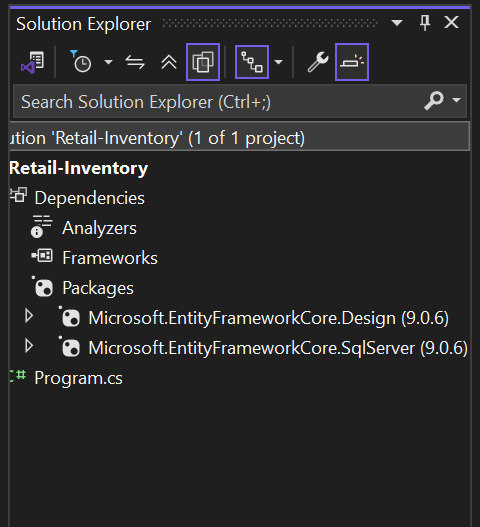 Solution Explorer
Search Solution Explorer (Ctrl+;)
ution 'Retail-Inventory' (1 of 1 project)
Retail-Inventory
Dependencies
Analyzers
Frameworks
Packages
Microsoft.EntityFrameworkCore.Design (9.0.6)
Microsoft.EntityFrameworkCore.SqlServer (9.0.6)
C# Program.cs